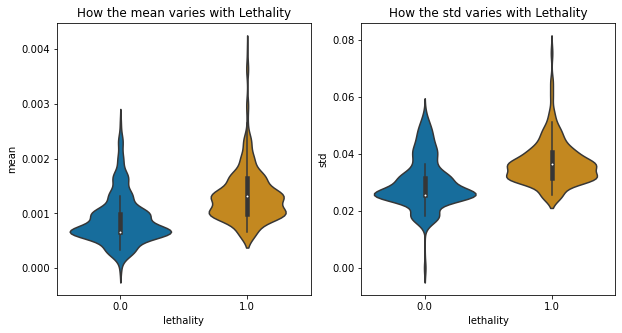 How the mean varies with Lethality
0.004
0.003
0.002
0.001
0.000
mean
0.0
1.0
lethality
How the std varies with Lethality
0.08
0.06
0.04
0.02
0.00
std
0.0
1.0
lethality